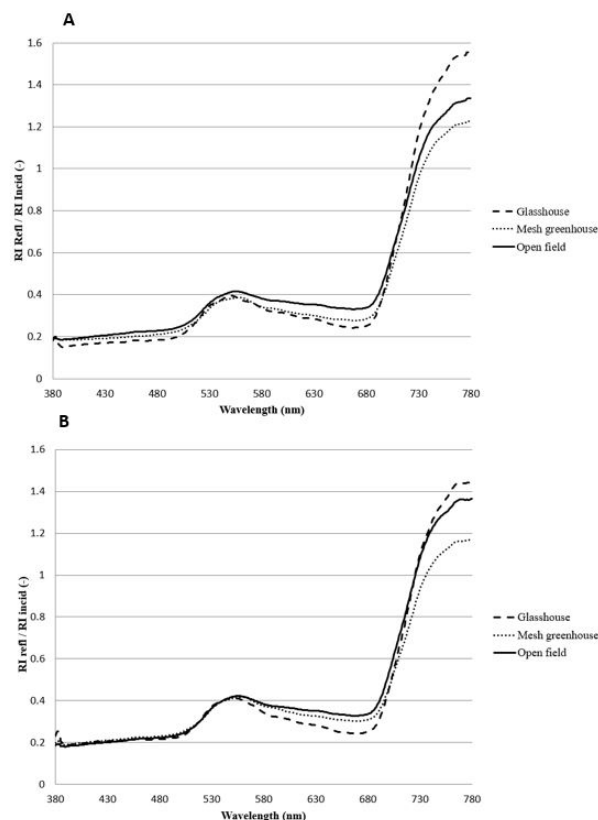 A
1.6
1.4
1.2
1
0.8
0.6
0.4
0.2
0
RI Refl / RI Incid (-)
380 430 480 530 580 630 680 730 780
Wavelength (nm)
Glasshouse
Mesh greenhouse
Open field
B
1.6
1.4
1.2
1
0.8
0.6
0.4
0.2
0
RI refl / RI incid (-)
380 430 480 530 580 630 680 730 780
Wavelength (nm)
Glasshouse
Mesh greenhouse
Open field